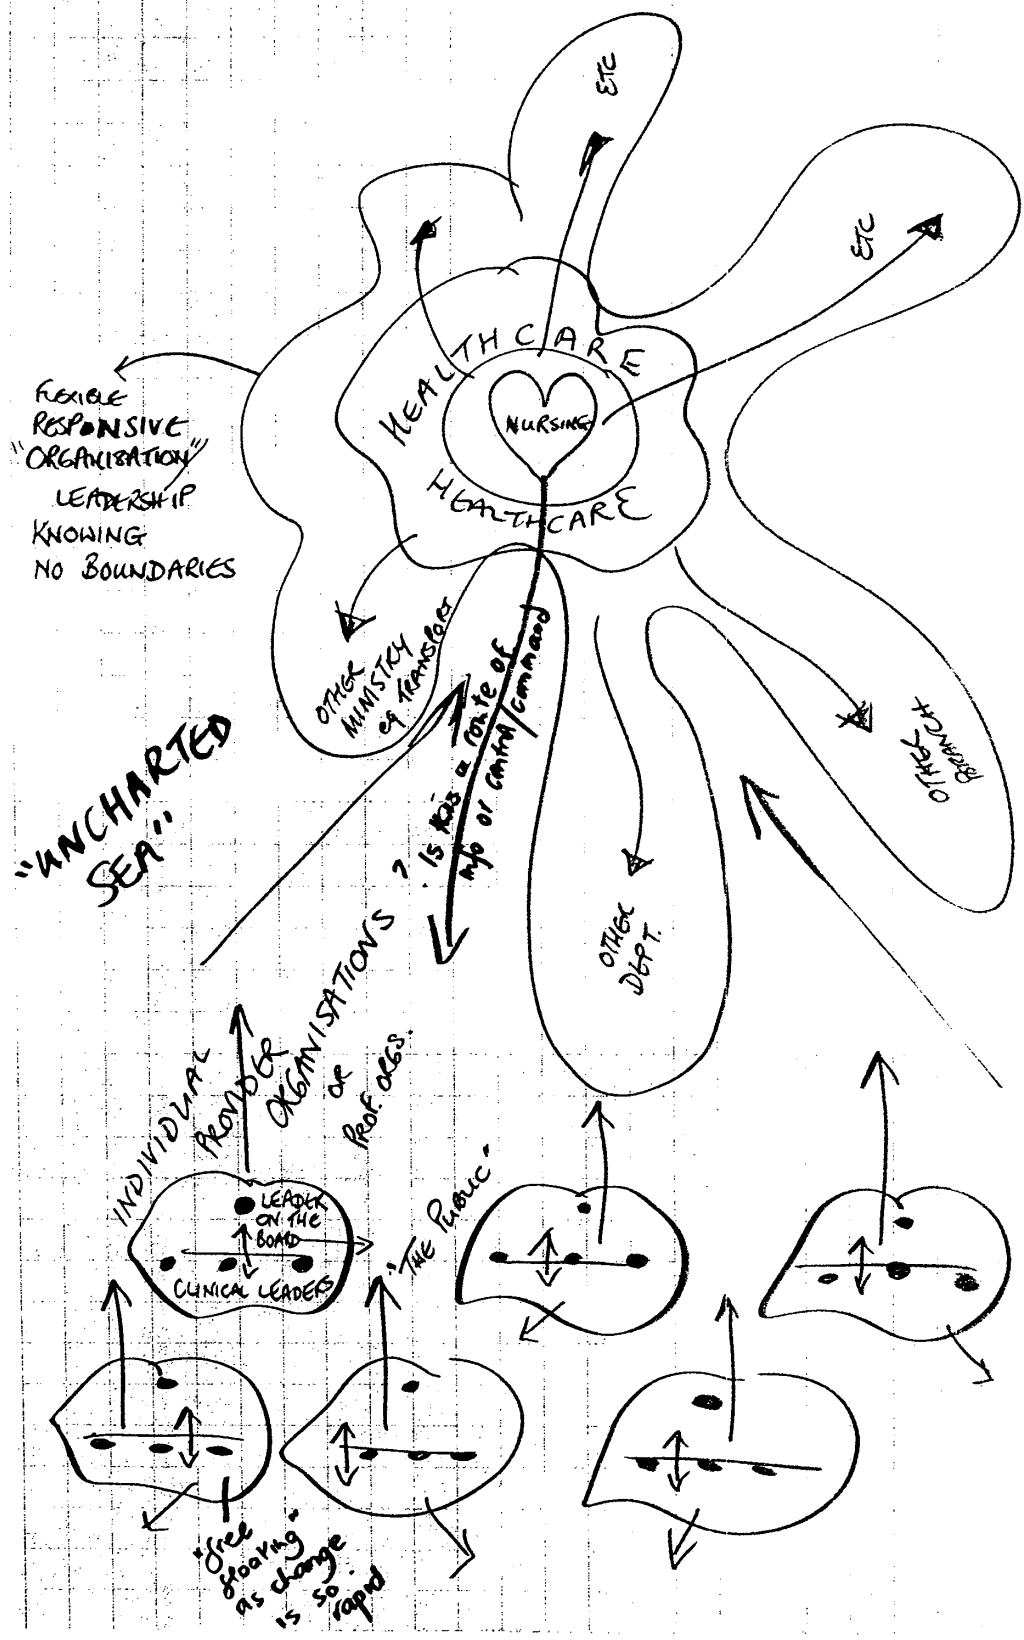 ETC
ETC
HEALTHCARE
NURSING
HEALTHCARE
FLEXIBLE
RESPONSIVE
"ORGANISATION"
LEADERSHIP
KNOWING
NO BOUNDARIES
OTHER
MINISTRY
eg TRANSPORT
? Is this a route of
info or control/command
OTHER
BRANCH
"UNCHARTED
SEA"
OTHER
DEPT.
INDIVIDUAL
PROVIDER
ORGANISATIONS
OR
PROF. ORGS.
"THE PUBLIC"
LEADER
ON THE
BOARD
CLINICAL LEADERS
"free
floating"
as change
is so
rapid